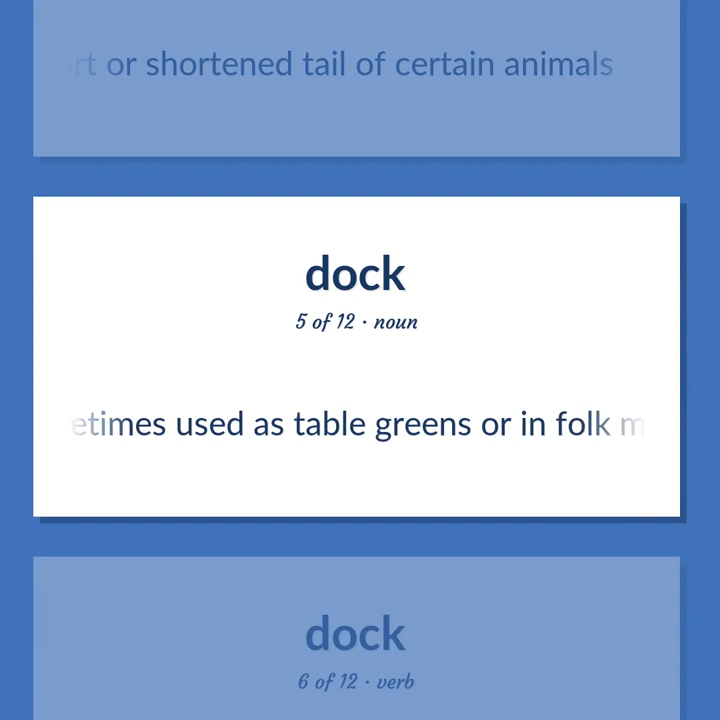 or shortened tail of certain animals
dock
5 of 12 · noun
used as table greens or in folk
dock
6 of 12 · verb